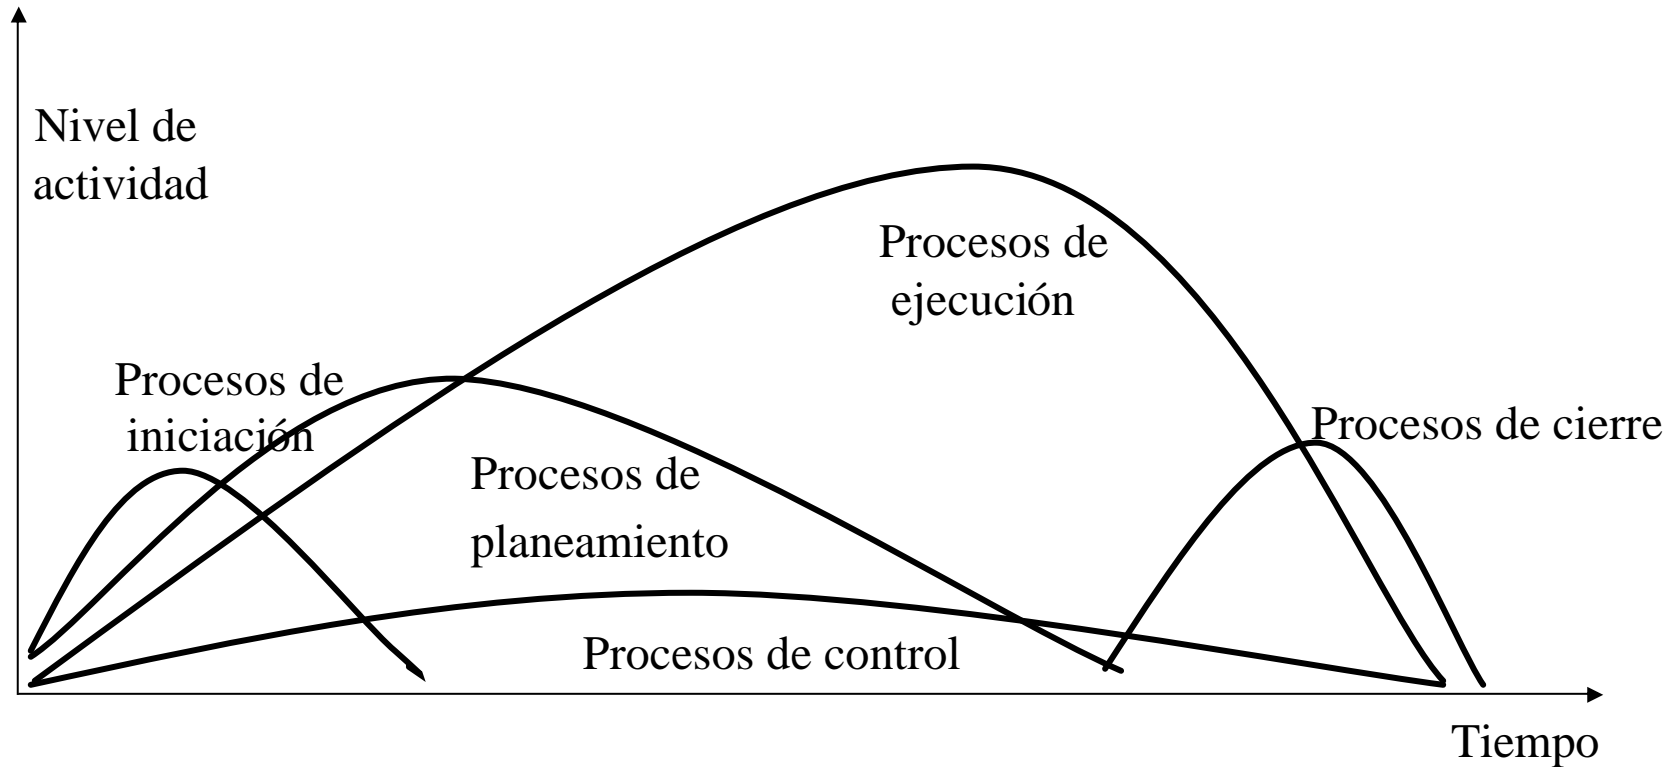 Nivel de
actividad
Procesos de
ejecución
Procesos de
iniciación
Procesos de cierre
Procesos de
planeamiento
Procesos de control
Tiempo